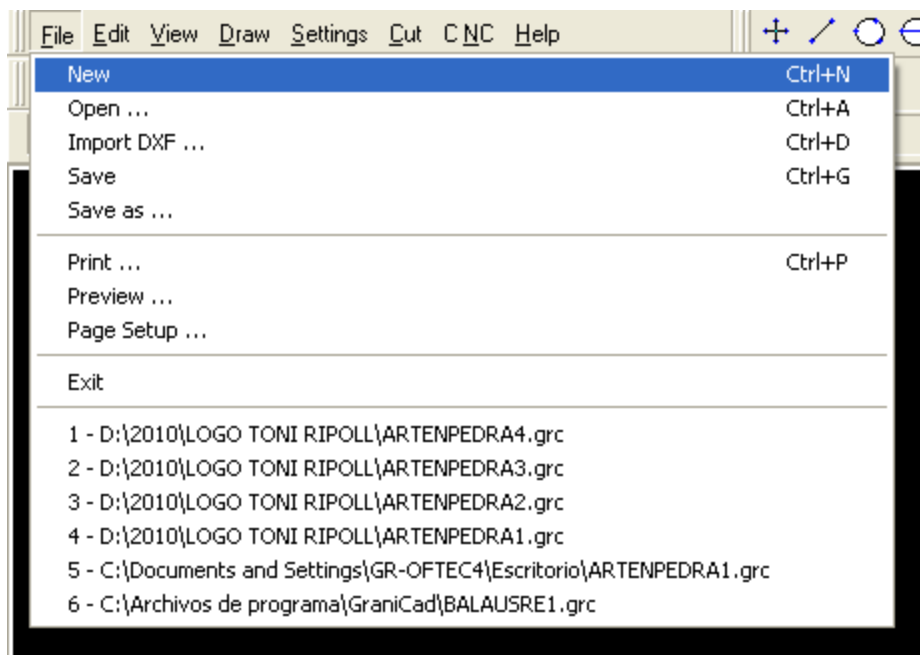 File Edit View Draw Settings Cut CNC Help
New Ctrl+N
Open ... Ctrl+A
Import DXF ... Ctrl+D
Save Ctrl+G
Save as ...
Print ... Ctrl+P
Preview ...
Page Setup ...
Exit
1 - D:\2010\LOGO TONI RIPOLL\ARTENPEDRA4.grc
2 - D:\2010\LOGO TONI RIPOLL\ARTENPEDRA3.grc
3 - D:\2010\LOGO TONI RIPOLL\ARTENPEDRA2.grc
4 - D:\2010\LOGO TONI RIPOLL\ARTENPEDRA1.grc
5 - C:\Documents and Settings\GR-OFTEC4\Escritorio\ARTENPEDRA1.grc
6 - C:\Archivos de programa\GraniCad\BALAUSRE1.grc